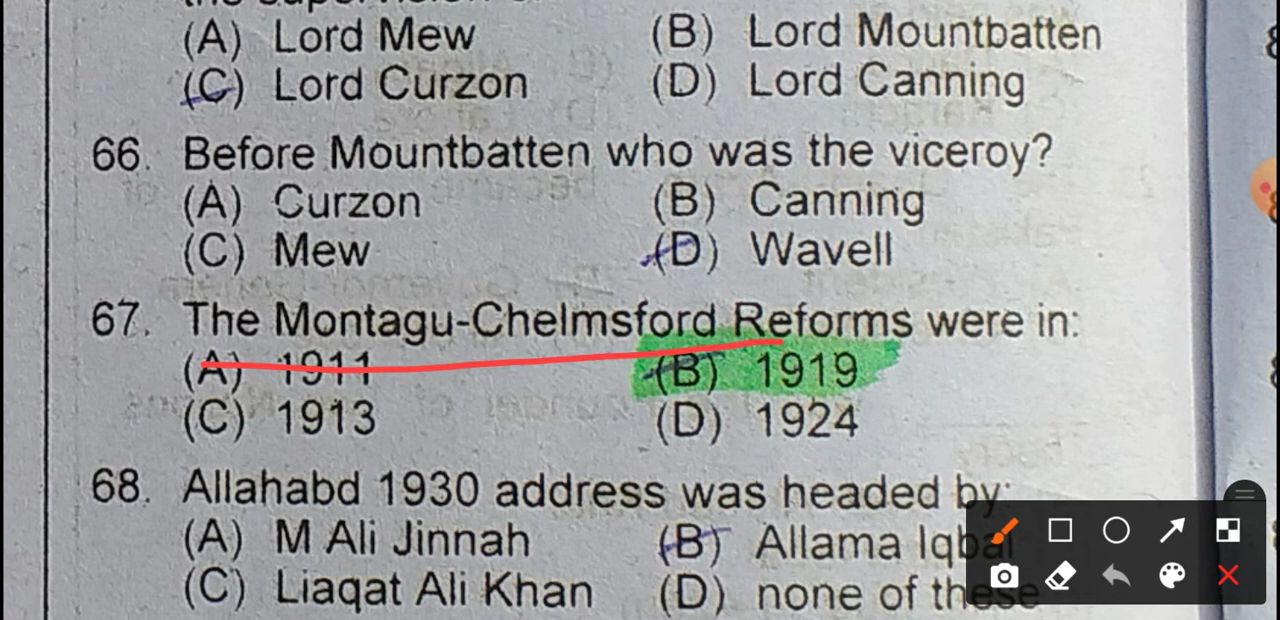 (A) Lord Mew (B) Lord Mountbatten
(C) Lord Curzon (D) Lord Canning
66. Before Mountbatten who was the viceroy?
(A) Curzon (B) Canning
(C) Mew (D) Wavell
67. The Montagu-Chelmsford Reforms were in:
(A) 1911 (B) 1919
(C) 1913 (D) 1924
68. Allahabd 1930 address was headed by:
(A) M Ali Jinnah (B) Allama Iqbal
(C) Liaqat Ali Khan (D) none of these